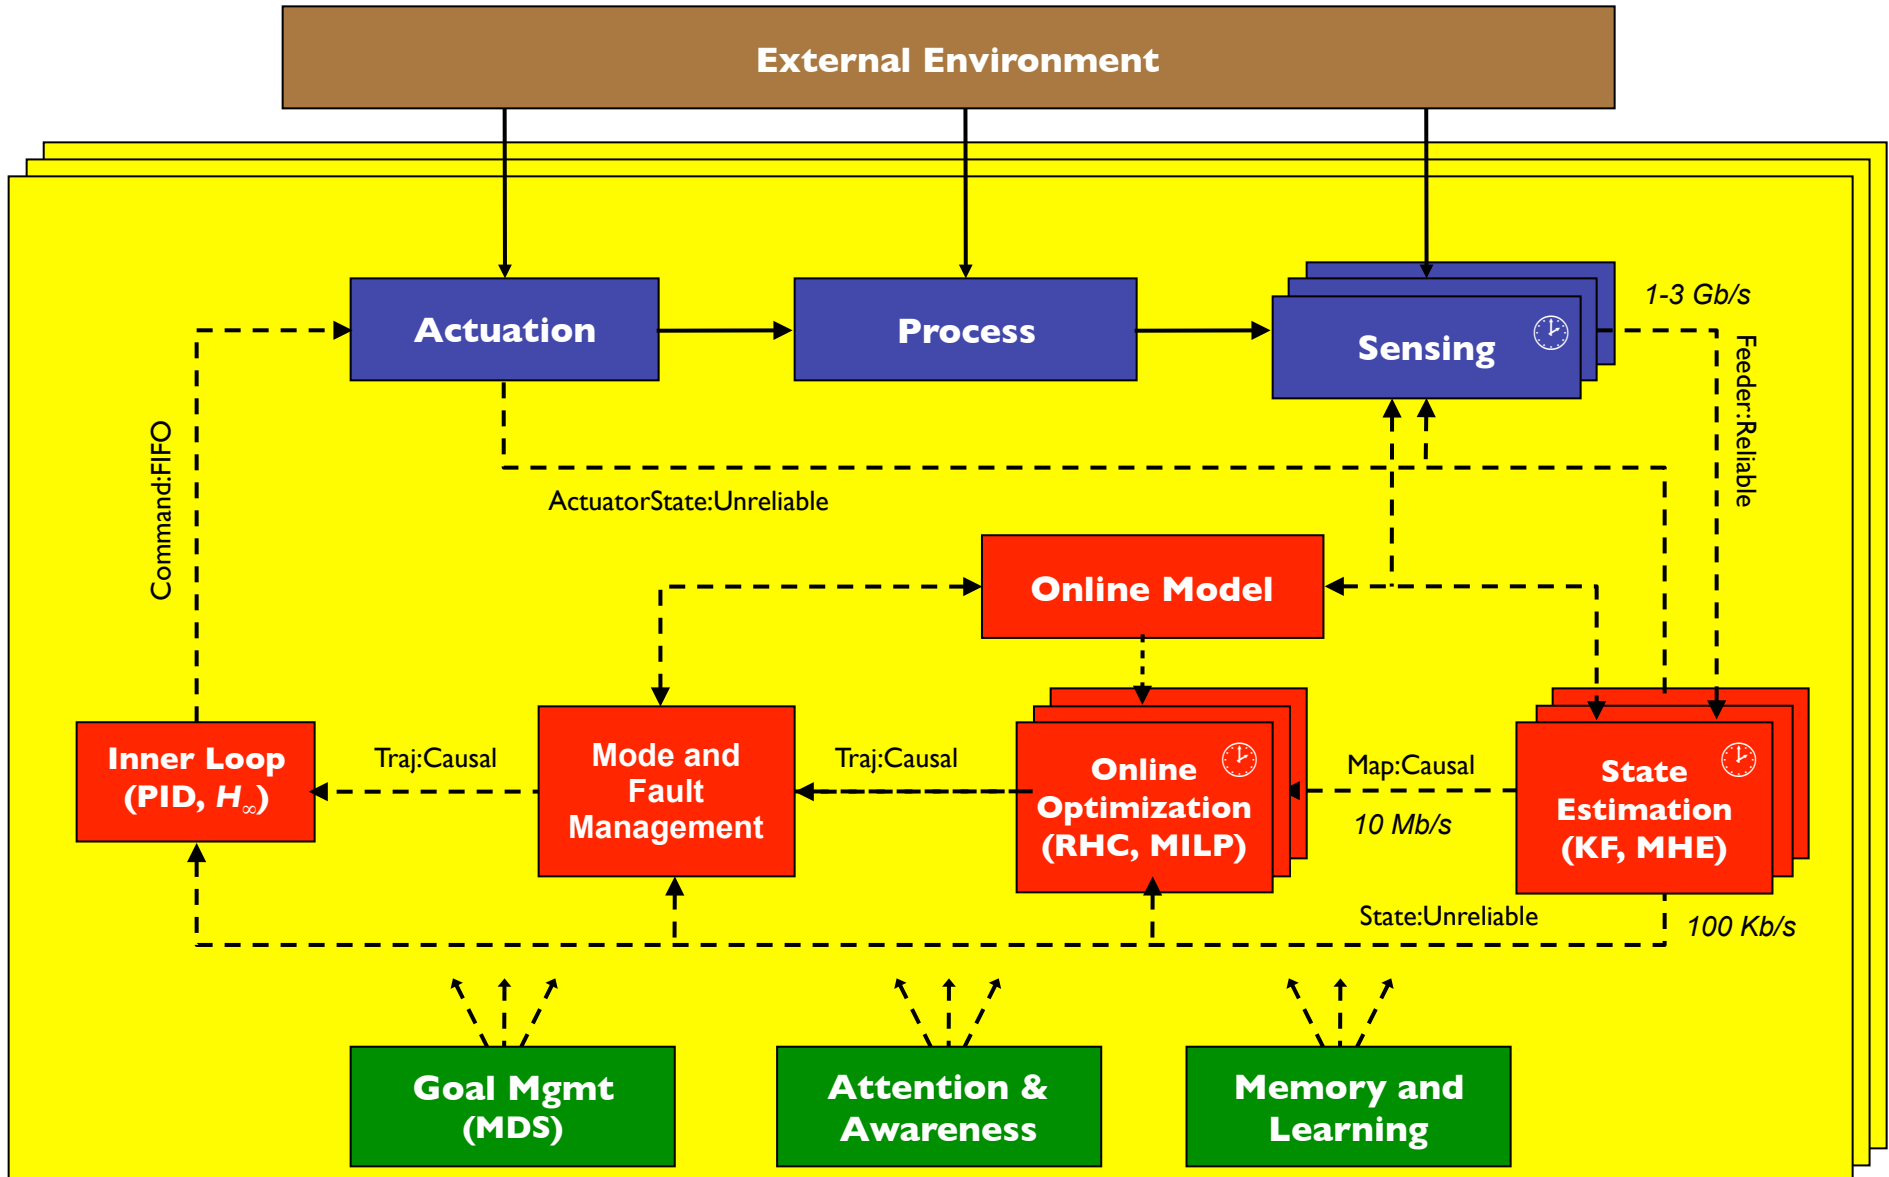 External Environment
Actuation
Process
Sensing
1-3 Gb/s
Feeder:Reliable
Command:FIFO
ActuatorState:Unreliable
Online Model
Inner Loop
(PID, H∞)
Traj:Causal
Mode and
Fault
Management
Traj:Causal
Online
Optimization
(RHC, MILP)
Map:Causal
10 Mb/s
State
Estimation
(KF, MHE)
State:Unreliable
100 Kb/s
Goal Mgmt
(MDS)
Attention &
Awareness
Memory and
Learning